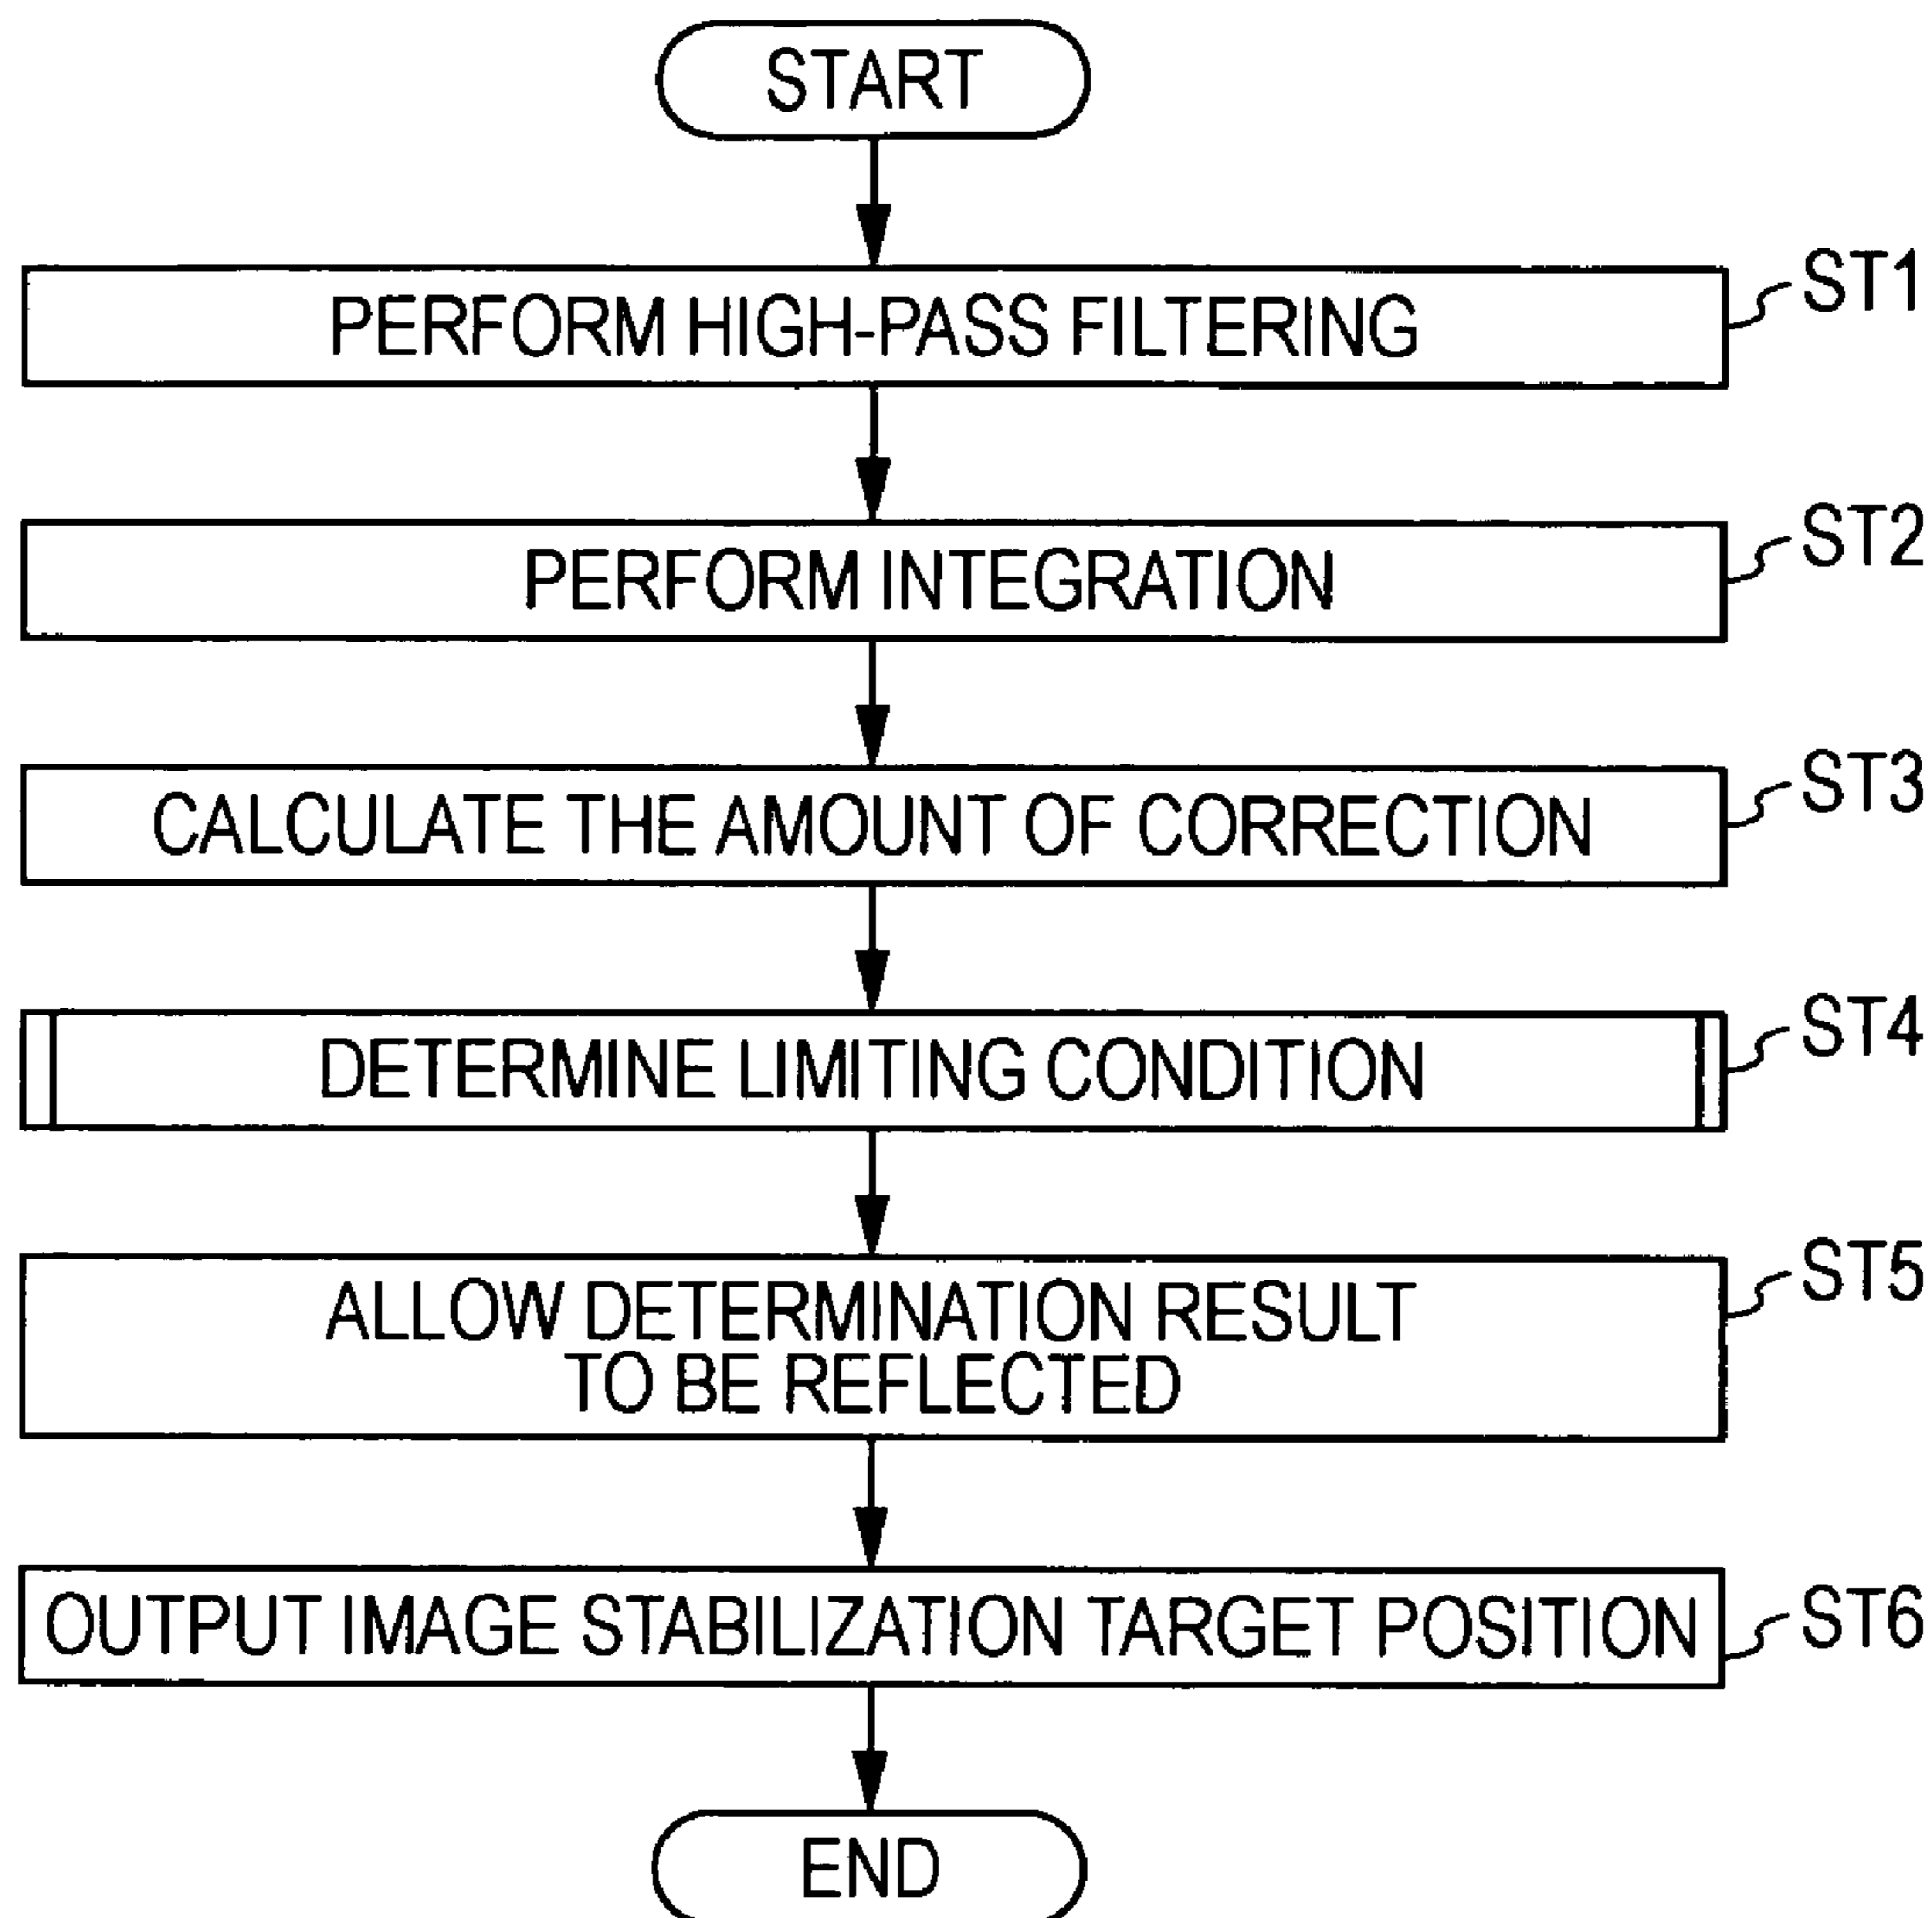 START
PERFORM HIGH-PASS FILTERING
ST1
PERFORM INTEGRATION
ST2
CALCULATE THE AMOUNT OF CORRECTION
ST3
DETERMINE LIMITING CONDITION
ST4
ALLOW DETERMINATION RESULT
TO BE REFLECTED
ST5
OUTPUT IMAGE STABILIZATION TARGET POSITION
ST6
END